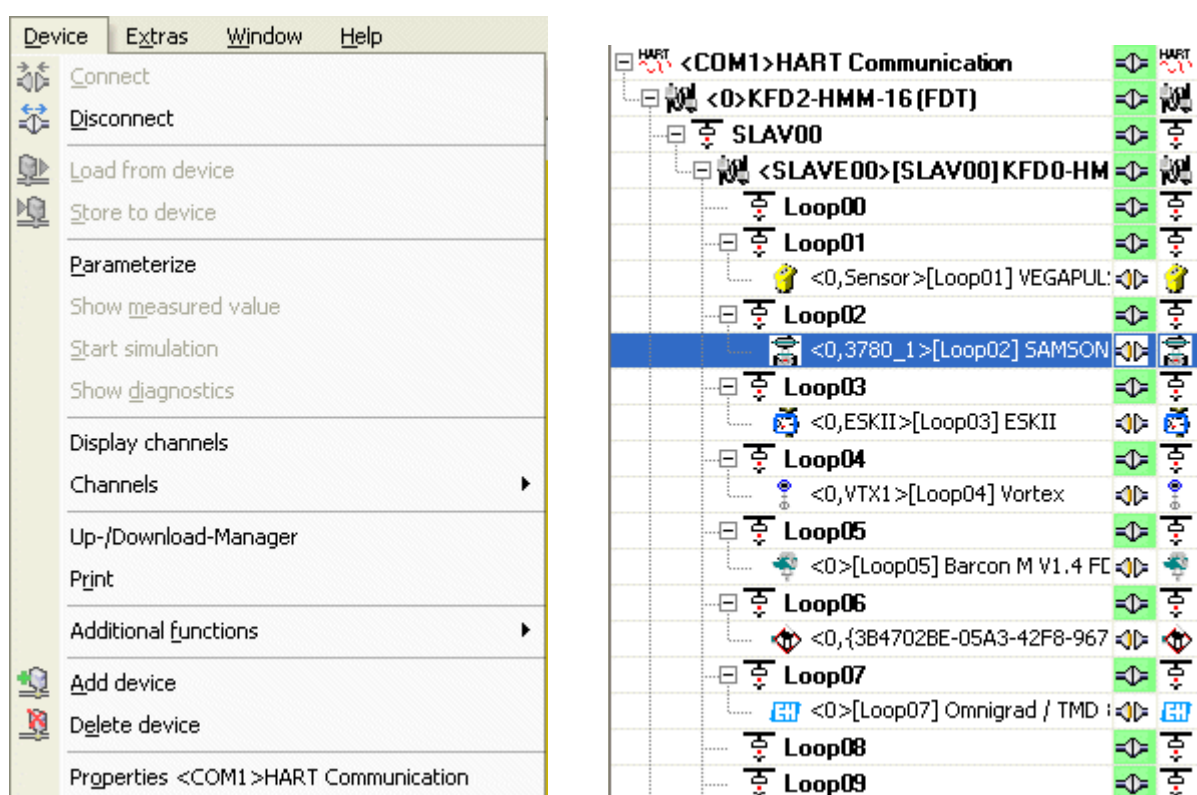 Device Extras Window Help
Connect
Disconnect
Load from device
Store to device
Parameterize
Show measured value
Start simulation
Show diagnostics
Display channels
Channels
Up-/Download-Manager
Print
Additional functions
Add device
Delete device
Properties <COM1>HART Communication
HART <COM1>HART Communication HART
<0>KFD2-HMM-16 (FDT)
SLAV00
<SLAVE00>[SLAV00]KFD0-HM
Loop00
Loop01
<0,Sensor>[Loop01] VEGAPUL
Loop02
<0,3780_1>[Loop02] SAMSON
Loop03
<0,ESKII>[Loop03] ESKII
Loop04
<0,VTX1>[Loop04] Vortex
Loop05
<0>[Loop05] Barcon M V1.4 FD
Loop06
<0,{3B4702BE-05A3-42F8-967
Loop07
EH <0>[Loop07] Omnigrad / TMD EH
Loop08
Loop09